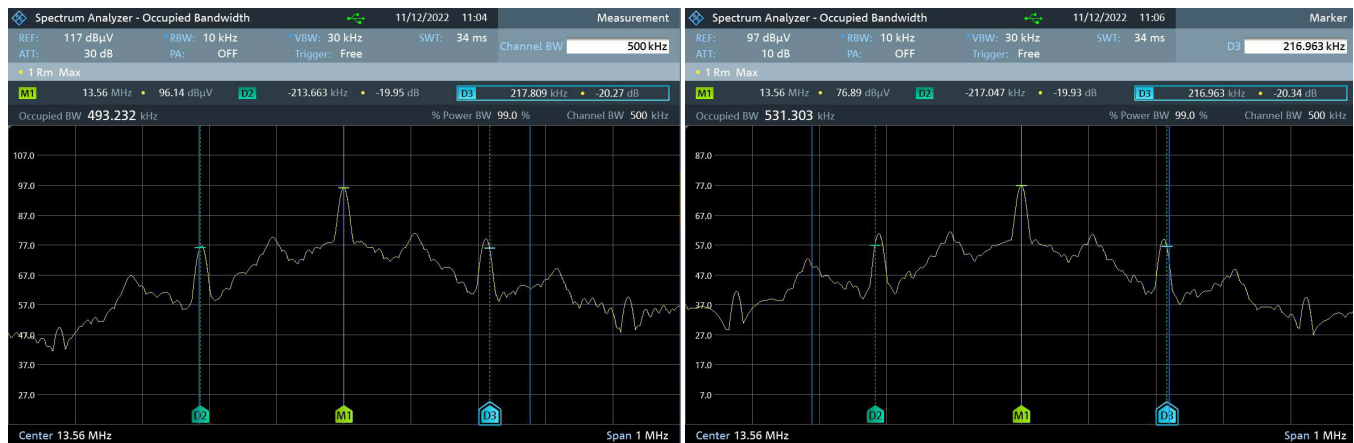 Spectrum Analyzer - Occupied Bandwidth 11/12/2022 11:04 Measurement
REF: 117 dBµV *RBW: 10 kHz *VBW: 30 kHz SWT: 34 ms Channel BW 500 kHz
ATT: 30 dB PA: OFF Trigger: Free
1 Rm Max
M1 13.56 MHz • 96.14 dBµV D2 -213.663 kHz • -19.95 dB D3 217.809 kHz • -20.27 dB
Occupied BW 493.232 kHz % Power BW 99.0 % Channel BW 500 kHz
107.0
97.0
87.0
77.0
67.0
57.0
47.0
37.0
27.0
D2 M1 D3
Center 13.56 MHz Span 1 MHz
Spectrum Analyzer - Occupied Bandwidth 11/12/2022 11:06 Marker
REF: 97 dBµV *RBW: 10 kHz *VBW: 30 kHz SWT: 34 ms D3 216.963 kHz
ATT: 10 dB PA: OFF Trigger: Free
1 Rm Max
M1 13.56 MHz • 76.89 dBµV D2 -217.047 kHz • -19.93 dB D3 216.963 kHz • -20.34 dB
Occupied BW 531.303 kHz % Power BW 99.0 % Channel BW 500 kHz
87.0
77.0
67.0
57.0
47.0
37.0
27.0
17.0
7.0
D2 M1 D3
Center 13.56 MHz Span 1 MHz